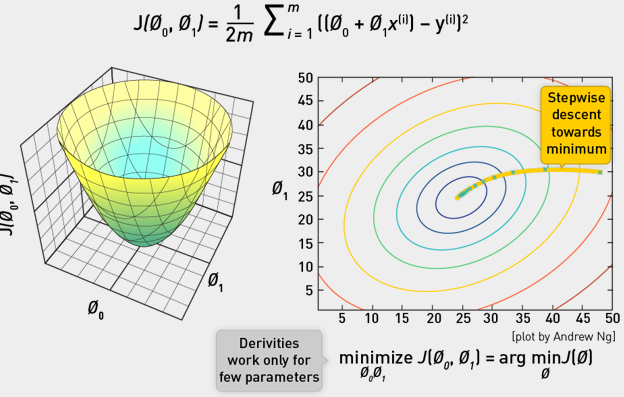 J(Ø₀, Ø₁) = 1/2m ∑ᵐᵢ₌₁ ((Ø₀ + Ø₁x⁽ⁱ⁾) – y⁽ⁱ⁾)²
J(Ø₀, Ø₁)
Ø₀
Ø₁
50
45
40
35
30
25
20
15
10
5
Ø₁
Stepwise
descent
towards
minimum
5 10 15 20 25 30 35 40 45 50
[plot by Andrew Ng]
Derivities
work only for
few parameters
minimize J(Ø₀, Ø₁) = arg minJ(Ø)
Ø₀Ø₁ Ø